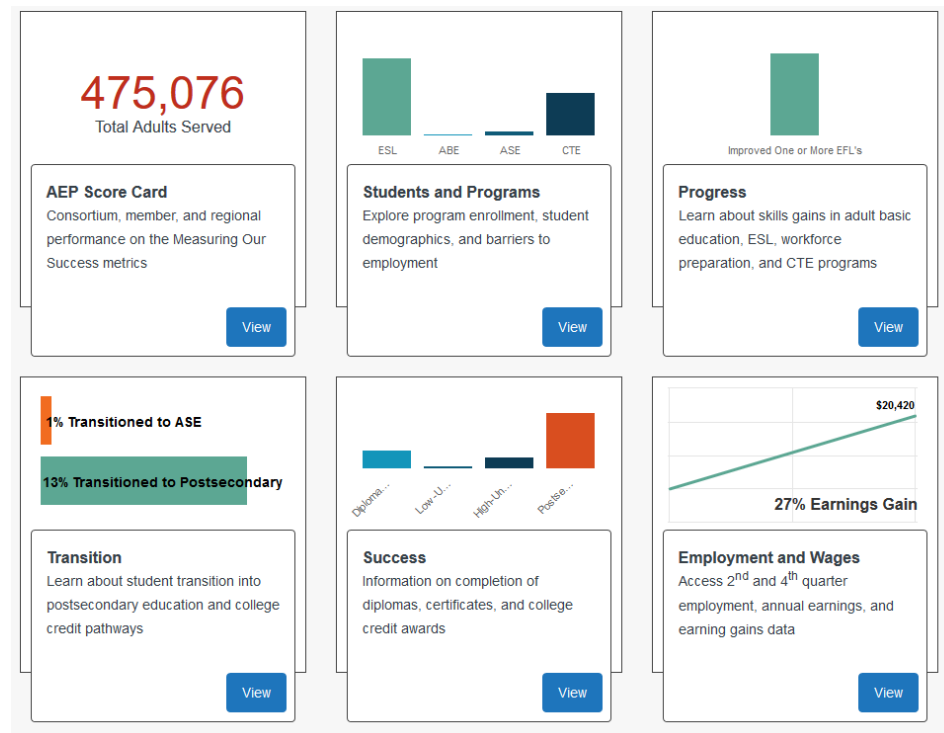 475,076
Total Adults Served
AEP Score Card
Consortium, member, and regional
performance on the Measuring Our
Success metrics
View
ESL ABE ASE CTE
Students and Programs
Explore program enrollment, student
demographics, and barriers to
employment
View
Improved One or More EFL's
Progress
Learn about skills gains in adult basic
education, ESL, workforce
preparation, and CTE programs
View
1% Transitioned to ASE
13% Transitioned to Postsecondary
Transition
Learn about student transition into
postsecondary education and college
credit pathways
View
Diploma... Low-U... High-Un... Postse...
Success
Information on completion of
diplomas, certificates, and college
credit awards
View
$20,420
27% Earnings Gain
Employment and Wages
Access 2nd and 4th quarter
employment, annual earnings, and
earning gains data
View